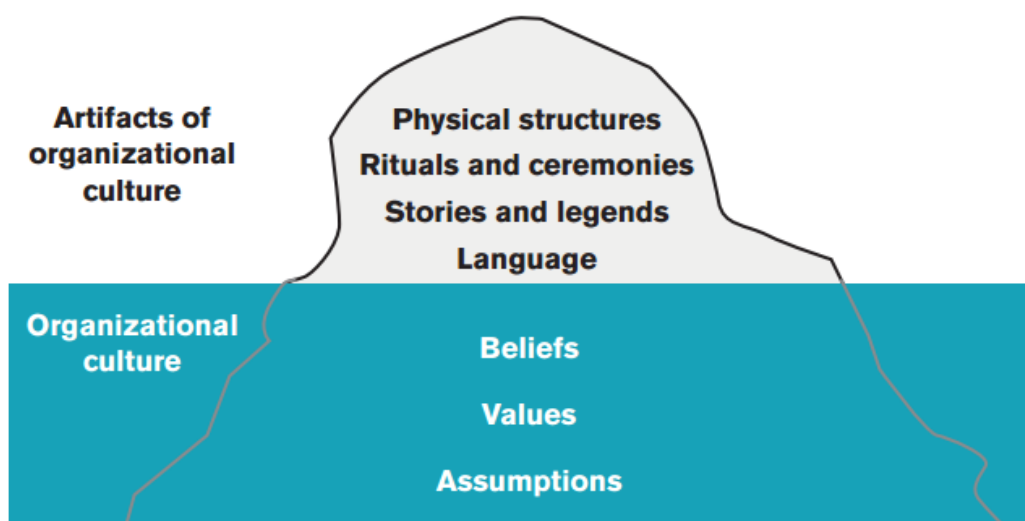 Artifacts of
organizational
culture
Physical structures
Rituals and ceremonies
Stories and legends
Language
Organizational
culture
Beliefs
Values
Assumptions